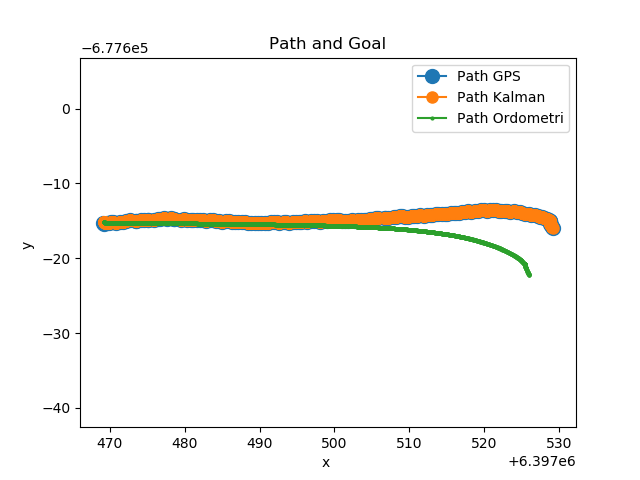 Path and Goal
−6.776e5
Path GPS
Path Kalman
Path Ordometri
0
−10
−20
−30
−40
y
470 480 490 500 510 520 530
x
+6.397e6